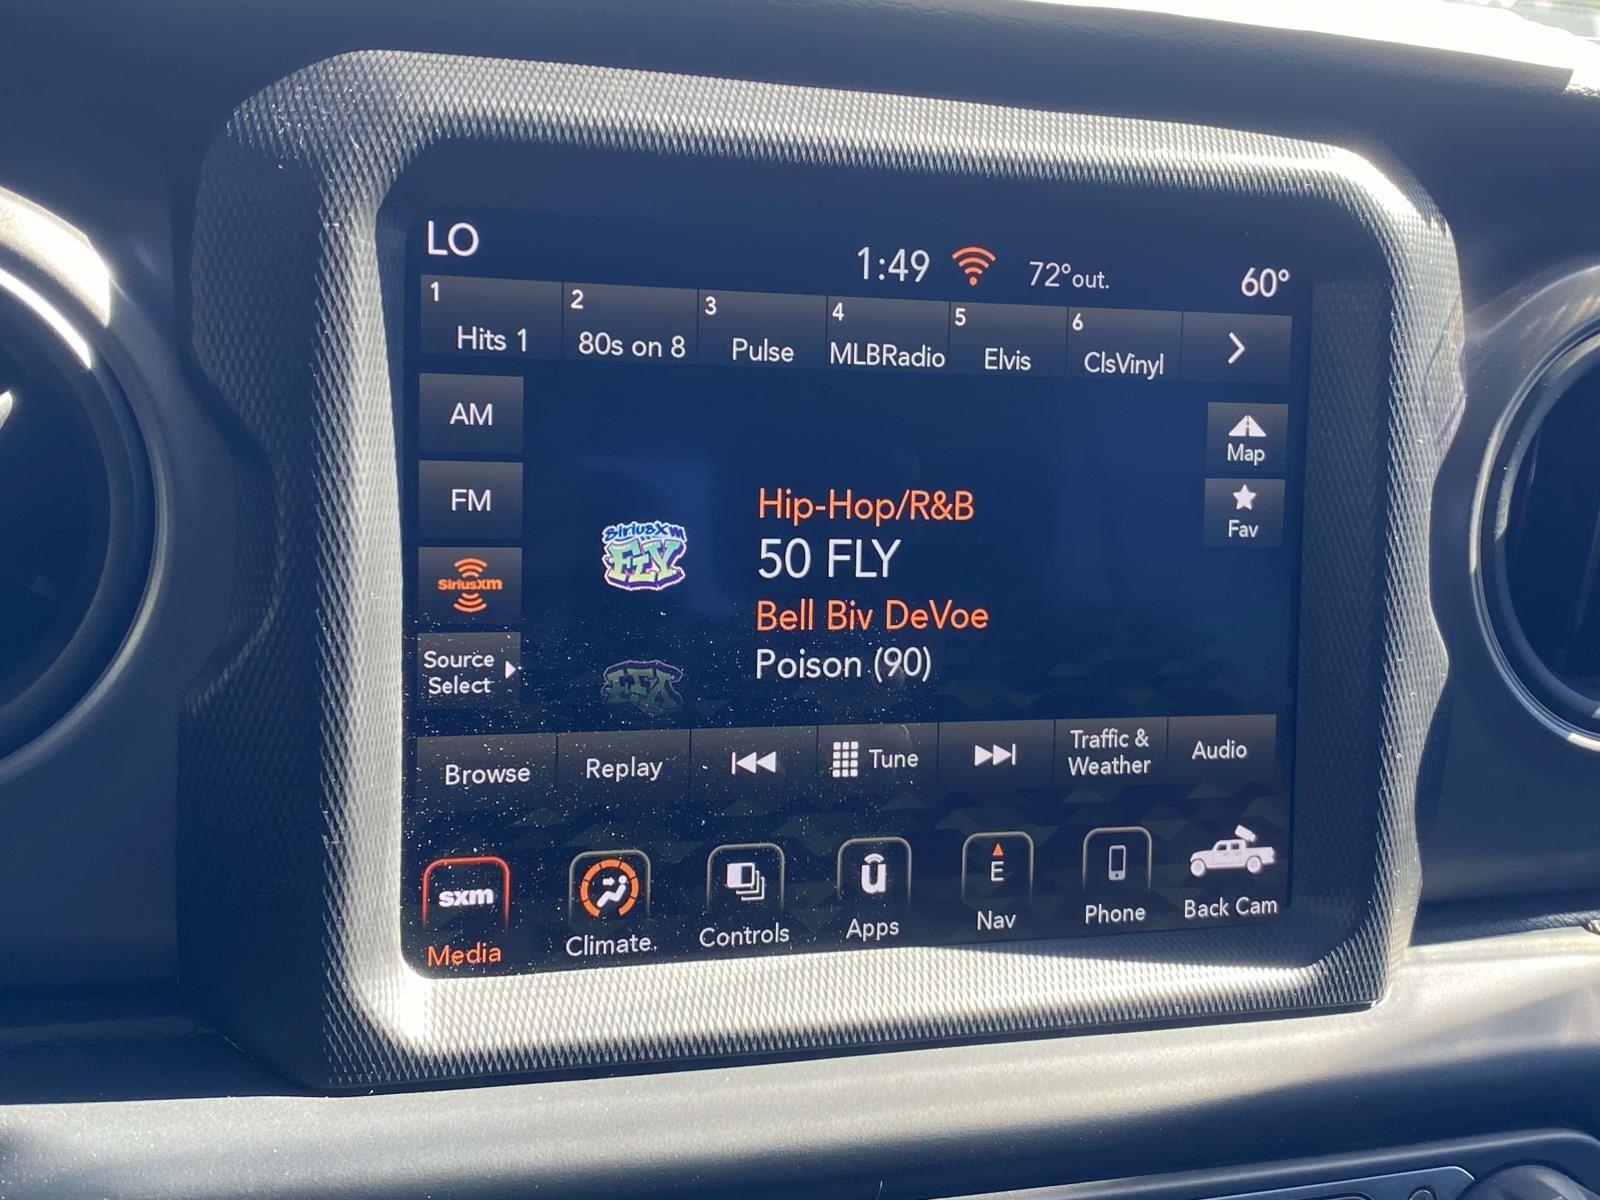 LO
1:49
72°out.
60°
1
Hits 1
2
80s on 8
3
Pulse
4
MLBRadio
5
Elvis
6
ClsVinyl
AM
FM
SiriusXm
Source
Select
Map
Fav
SiriusXm
FLY
Hip-Hop/R&B
50 FLY
Bell Biv DeVoe
Poison (90)
Browse
Replay
Tune
Traffic &
Weather
Audio
sxm
Media
Climate
Controls
u
Apps
E
Nav
Phone
Back Cam